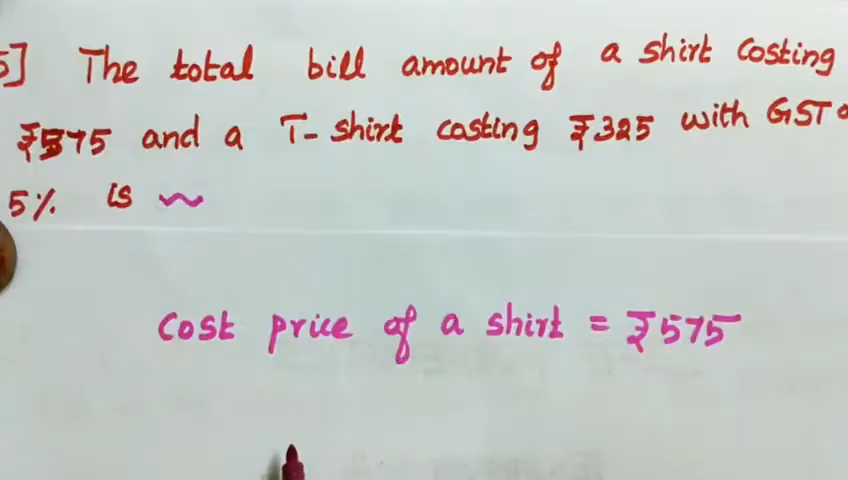 5] The total bill amount of a shirt costing
₹575 and a T-shirt costing ₹325 with GST
5% is ~
Cost price of a shirt = ₹575